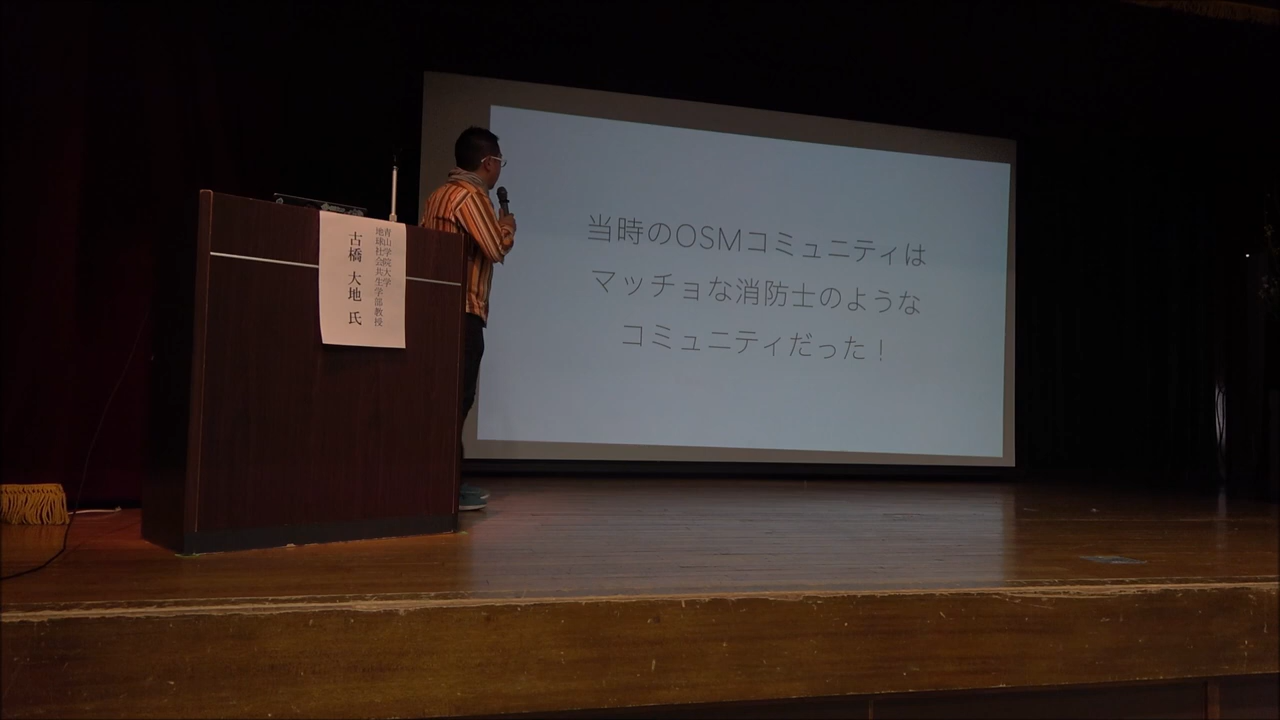 青山学院大学
地球社会共生学部教授
古橋 大地 氏
当時のOSMコミュニティは
マッチョな消防士のような
コミュニティだった！